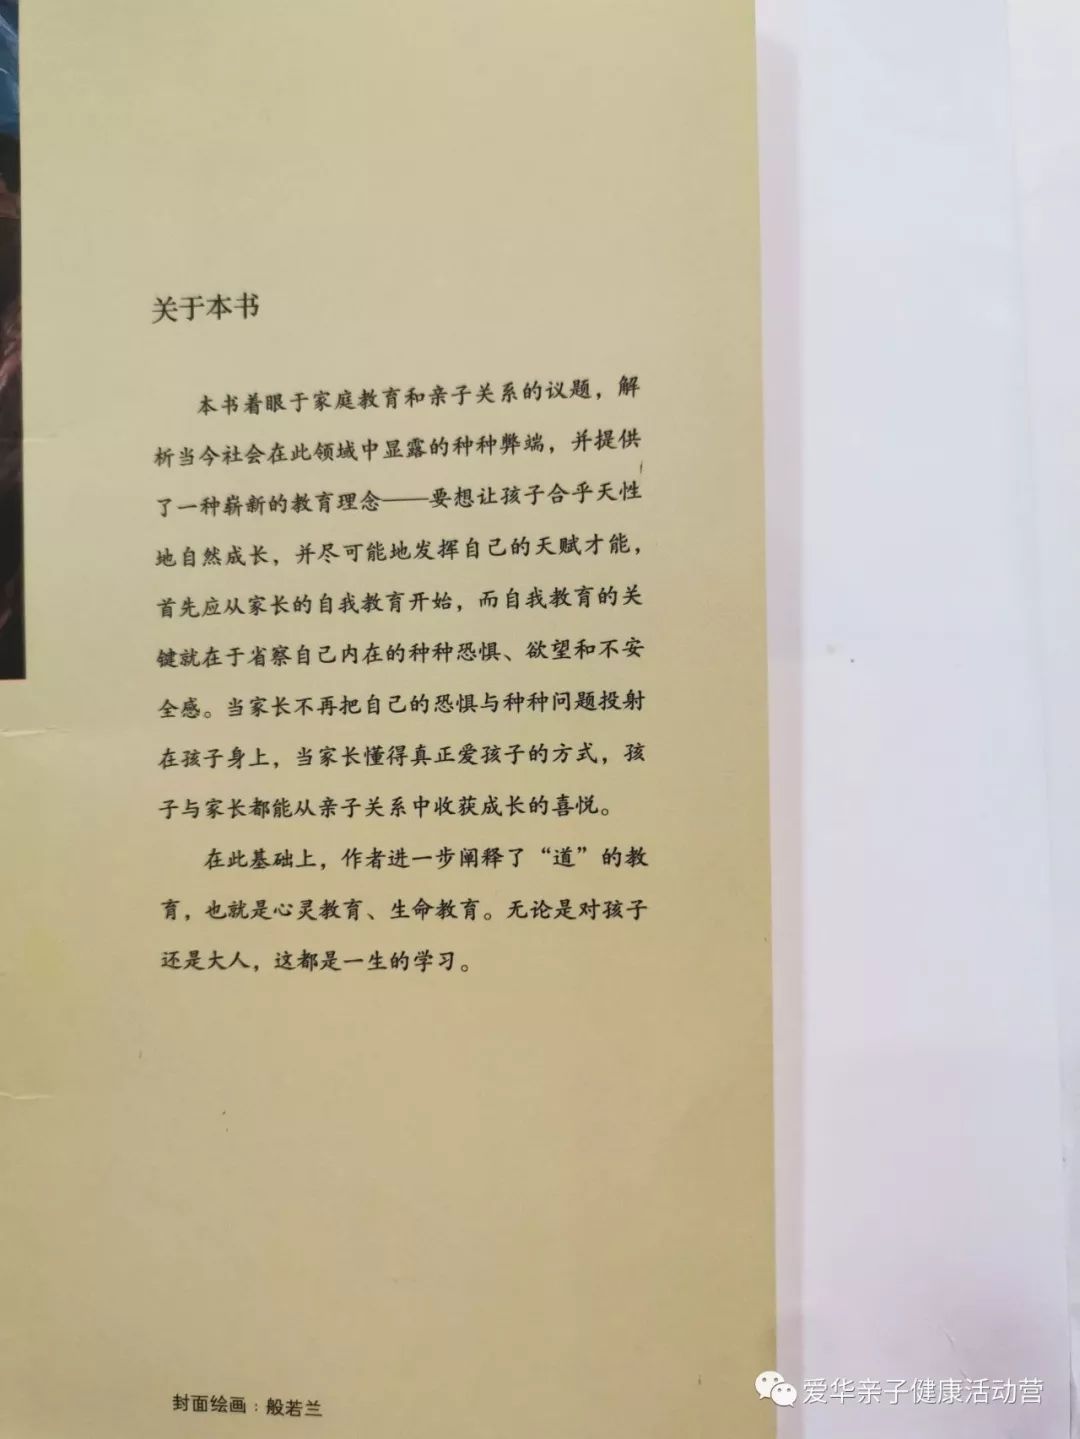 关于本书
本书着眼于家庭教育和亲子关系的议题，解
析当今社会在此领域中显露的种种弊端，并提供
了一种崭新的教育理念——要想让孩子合乎天性
地自然成长，并尽可能地发挥自己的天赋才能，
首先应从家长的自我教育开始，而自我教育的关
键就在于省察自己内在的种种恐惧、欲望和不安
全感。当家长不再把自己的恐惧与种种问题投射
在孩子身上，当家长懂得真正爱孩子的方式，孩
子与家长都能从亲子关系中收获成长的喜悦。
在此基础上，作者进一步阐释了“道”的教
育，也就是心灵教育、生命教育。无论是对孩子
还是大人，这都是一生的学习。
封面绘画：般若兰
爱华亲子健康活动营